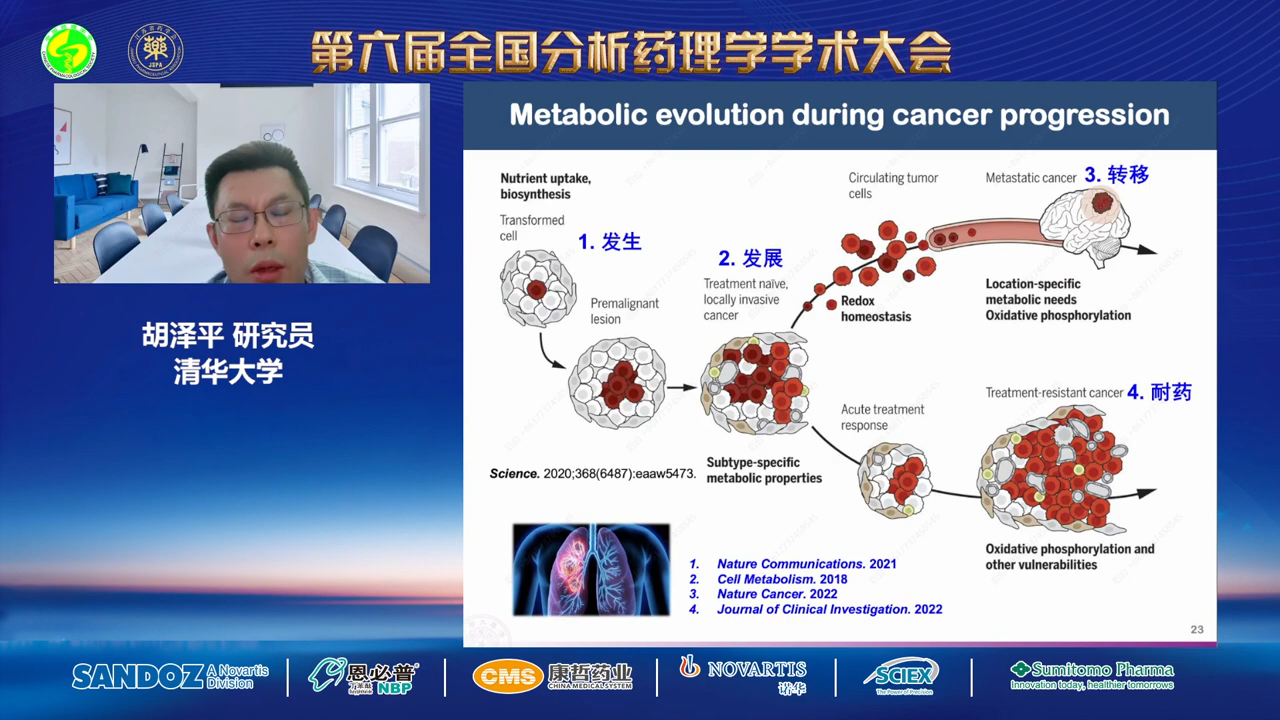 第六届全国分析药理学学术大会
Metabolic evolution during cancer progression
胡泽平 研究员
清华大学
Nutrient uptake,
biosynthesis
Transformed
cell
1. 发生
Premalignant
lesion
2. 发展
Treatment naïve,
locally invasive
cancer
Subtype-specific
metabolic properties
Circulating tumor
cells
Redox
homeostasis
Metastatic cancer
3. 转移
Location-specific
metabolic needs
Oxidative phosphorylation
Acute treatment
response
Treatment-resistant cancer
4. 耐药
Oxidative phosphorylation and
other vulnerabilities
Science. 2020;368(6487):eaaw5473.
1. Nature Communications. 2021
2. Cell Metabolism. 2018
3. Nature Cancer. 2022
4. Journal of Clinical Investigation. 2022
23
SANDOZ A Novartis
Division
恩必普
NBP
CMS 康哲药业
CHINA MEDICAL SYSTEM
NOVARTIS
诺华
SCIEX
The Power of Precision
Sumitomo Pharma
Innovation today, healthier tomorrows